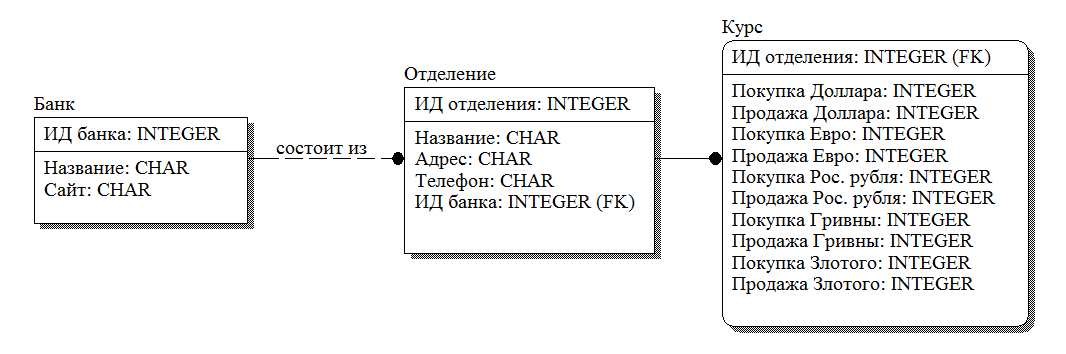 Банк
ИД банка: INTEGER
Название: CHAR
Сайт: CHAR
состоит из
Отделение
ИД отделения: INTEGER
Название: CHAR
Адрес: CHAR
Телефон: CHAR
ИД банка: INTEGER (FK)
Курс
ИД отделения: INTEGER (FK)
Покупка Доллара: INTEGER
Продажа Доллара: INTEGER
Покупка Евро: INTEGER
Продажа Евро: INTEGER
Покупка Рос. рубля: INTEGER
Продажа Рос. рубля: INTEGER
Покупка Гривны: INTEGER
Продажа Гривны: INTEGER
Покупка Злотого: INTEGER
Продажа Злотого: INTEGER